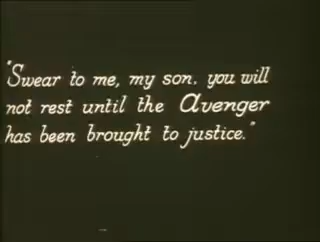 "Swear to me, my son, you will
not rest until the Avenger
has been brought to justice."